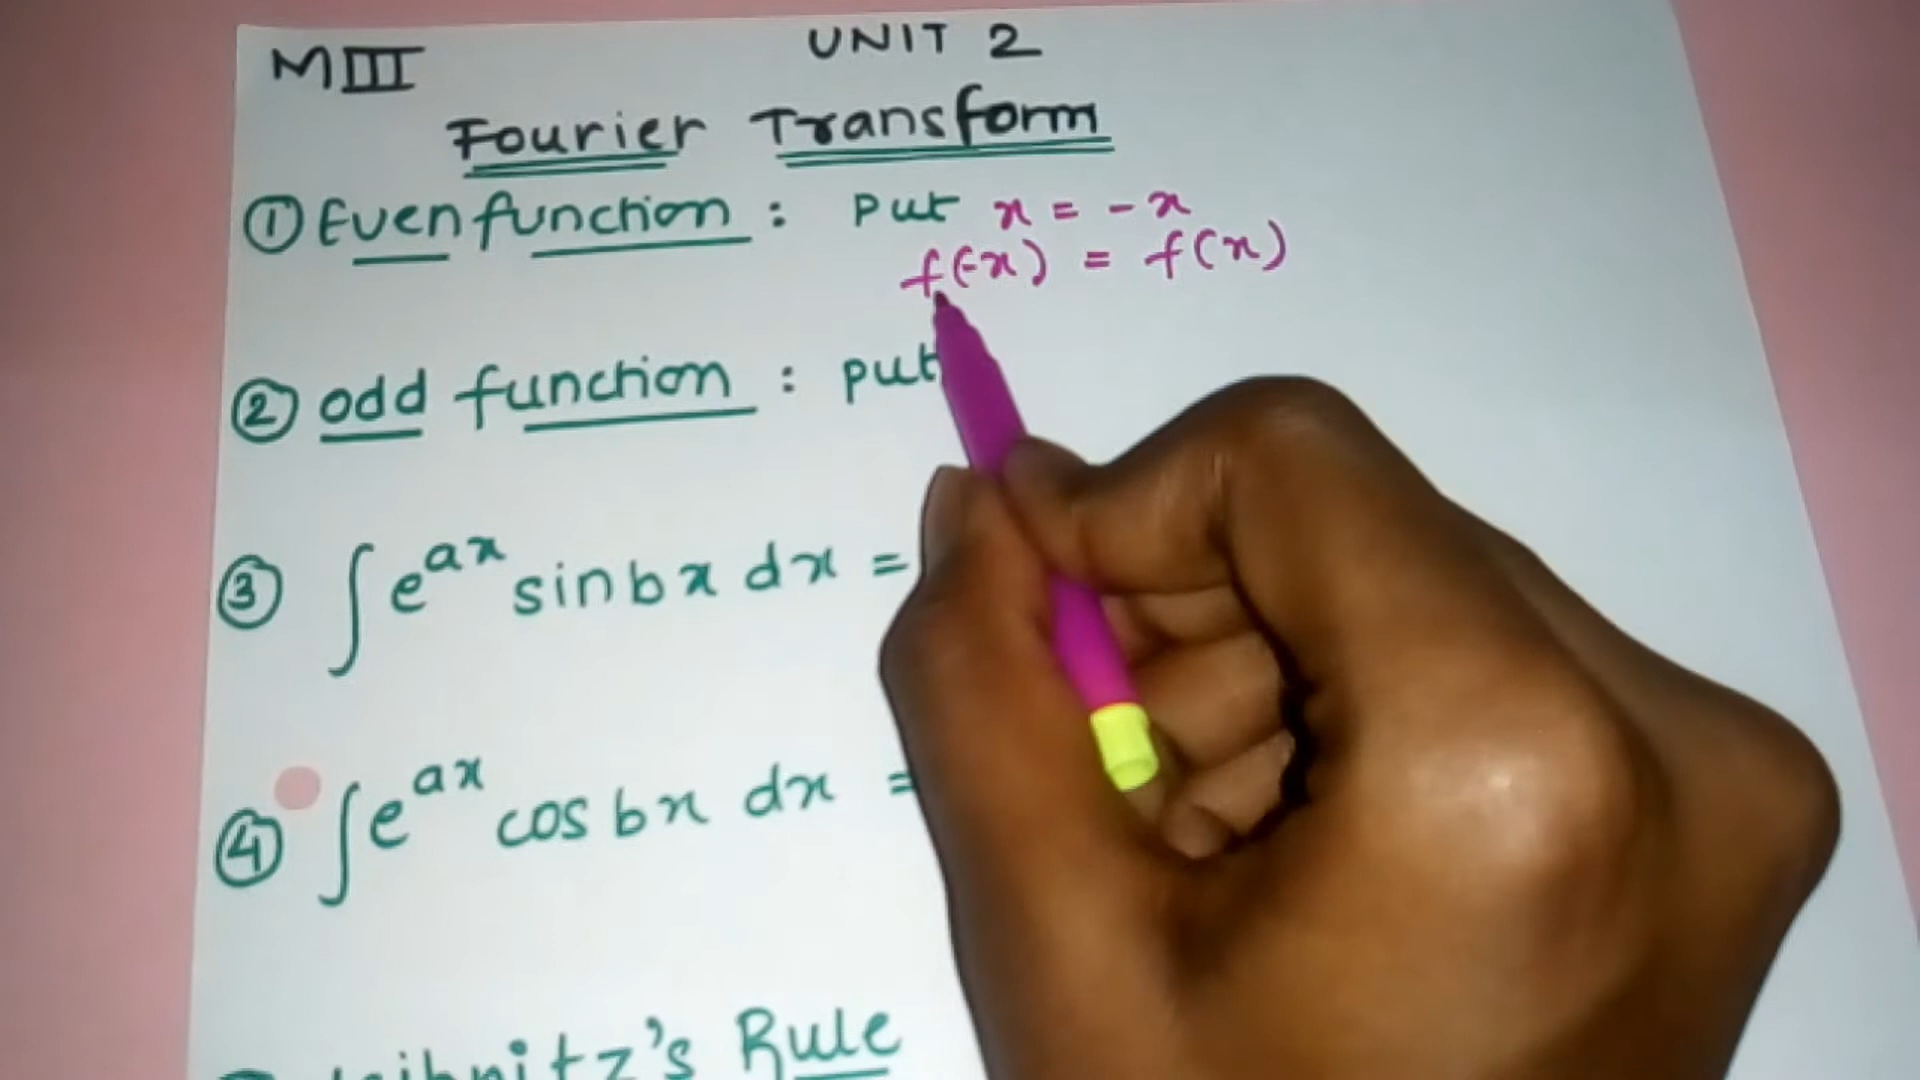 MIII UNIT 2
Fourier Transform
① Even function : put x = -x
f(-x) = f(x)
② odd function : put
③ ∫e^ax sinbx dx =
④ ∫e^ax cos bx dx =
Leibnitz's Rule